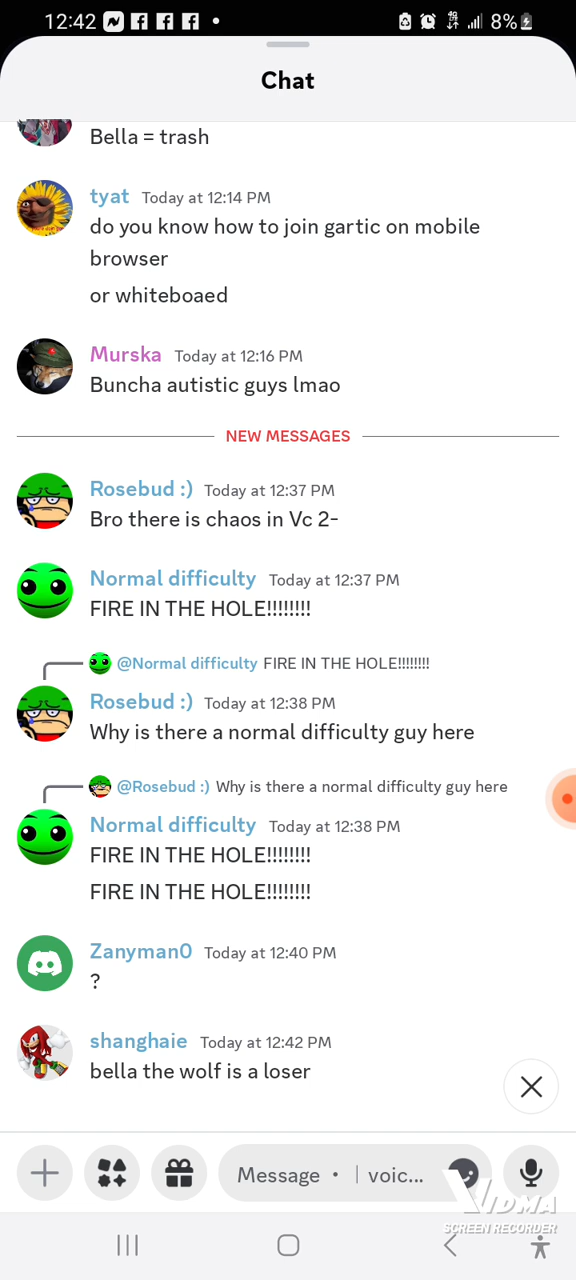 12:42
8%
Chat
Bella = trash
tyat Today at 12:14 PM
do you know how to join gartic on mobile
browser
or whiteboaed
Murska Today at 12:16 PM
Buncha autistic guys lmao
NEW MESSAGES
Rosebud :) Today at 12:37 PM
Bro there is chaos in Vc 2-
Normal difficulty Today at 12:37 PM
FIRE IN THE HOLE!!!!!!!!
@Normal difficulty FIRE IN THE HOLE!!!!!!!!
Rosebud :) Today at 12:38 PM
Why is there a normal difficulty guy here
@Rosebud :) Why is there a normal difficulty guy here
Normal difficulty Today at 12:38 PM
FIRE IN THE HOLE!!!!!!!!
FIRE IN THE HOLE!!!!!!!!
Zanyman0 Today at 12:40 PM
?
shanghaie Today at 12:42 PM
bella the wolf is a loser
Message • | voic...
VIDMA
SCREEN RECORDER